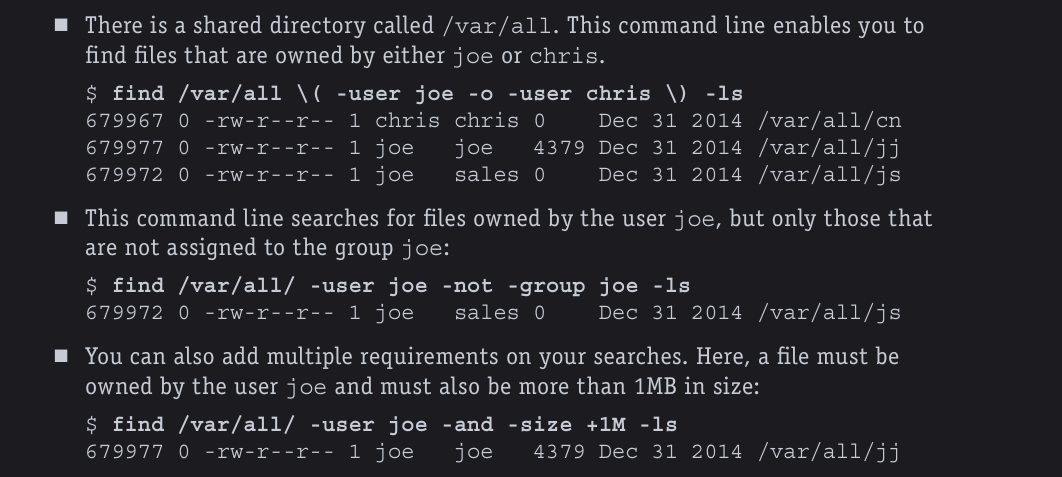 ■ There is a shared directory called /var/all. This command line enables you to
find files that are owned by either joe or chris.
$ find /var/all \( -user joe -o -user chris \) -ls
679967 0 -rw-r--r-- 1 chris chris 0    Dec 31 2014 /var/all/cn
679977 0 -rw-r--r-- 1 joe   joe   4379 Dec 31 2014 /var/all/jj
679972 0 -rw-r--r-- 1 joe   sales 0    Dec 31 2014 /var/all/js
■ This command line searches for files owned by the user joe, but only those that
are not assigned to the group joe:
$ find /var/all/ -user joe -not -group joe -ls
679972 0 -rw-r--r-- 1 joe   sales 0    Dec 31 2014 /var/all/js
■ You can also add multiple requirements on your searches. Here, a file must be
owned by the user joe and must also be more than 1MB in size:
$ find /var/all/ -user joe -and -size +1M -ls
679977 0 -rw-r--r-- 1 joe   joe   4379 Dec 31 2014 /var/all/jj